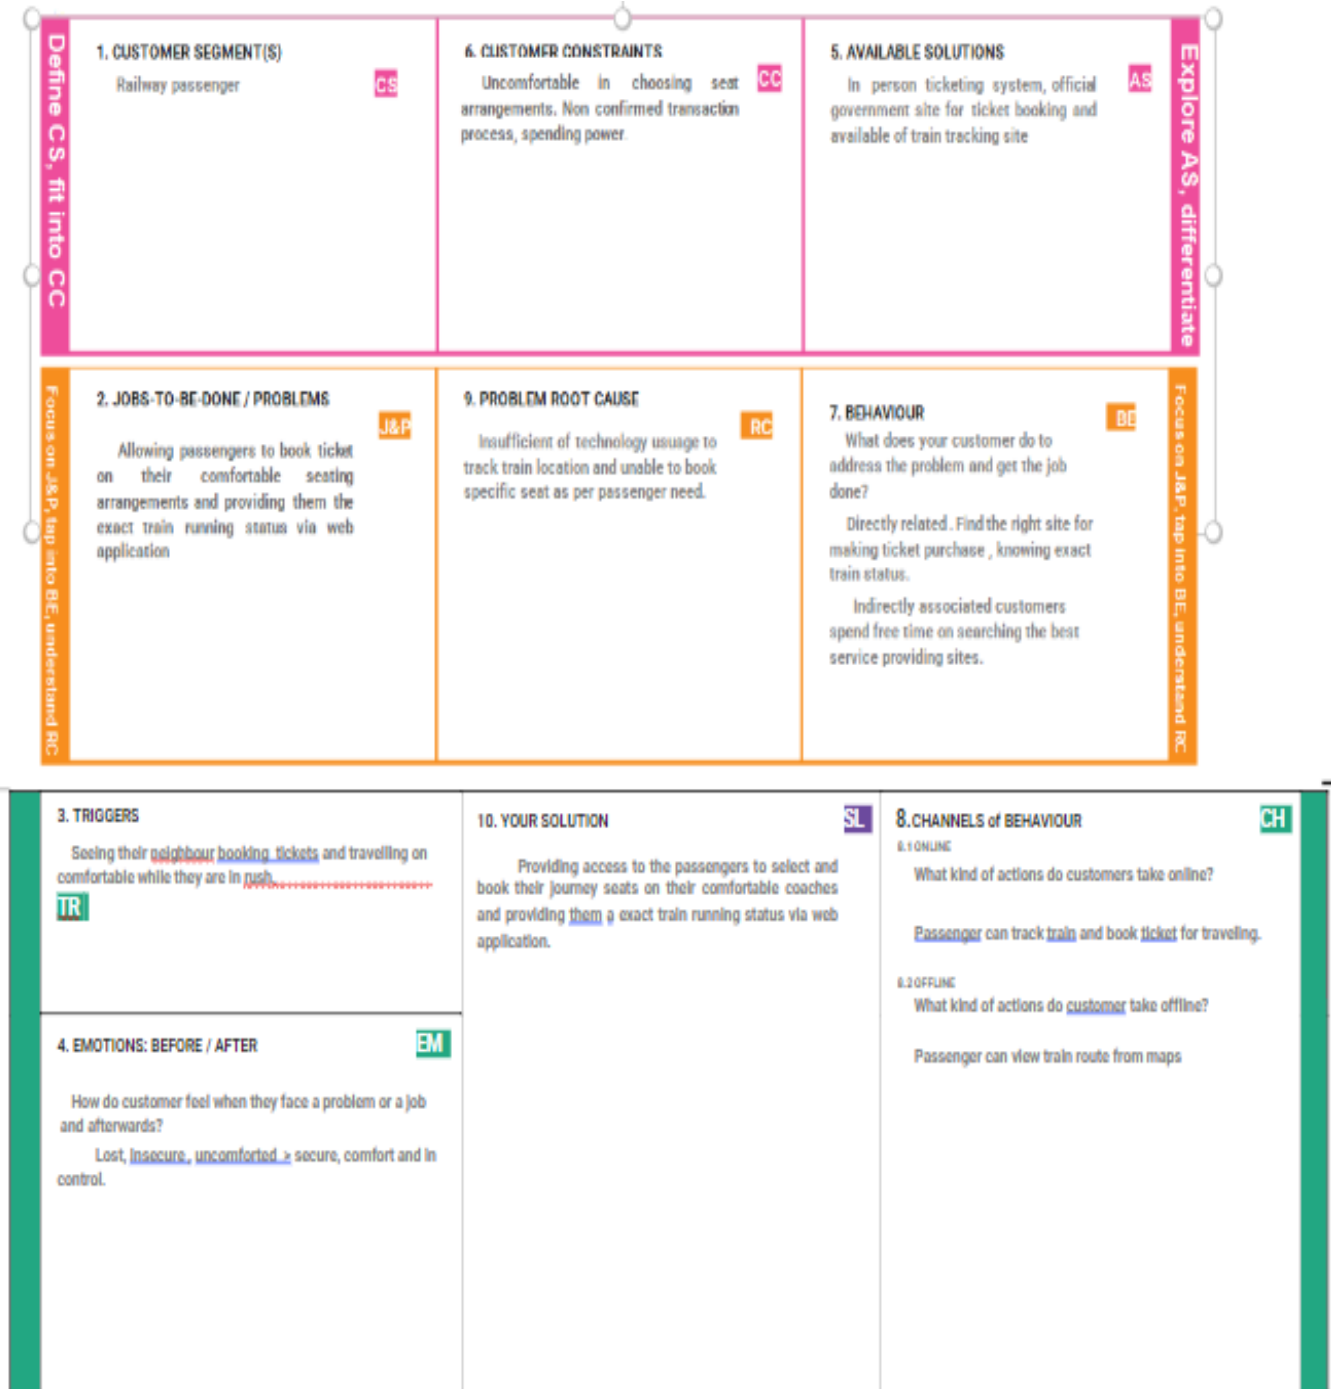 Define CS, fit into CC
1. CUSTOMER SEGMENT(S)
Railway passenger
CS
6. CUSTOMER CONSTRAINTS
Uncomfortable in choosing seat
arrangements. Non confirmed transaction
process, spending power.
CC
5. AVAILABLE SOLUTIONS
In person ticketing system, official
government site for ticket booking and
available of train tracking site
AS
Explore AS, differentiate
Focus on J&P, tap into BE, understand RC
2. JOBS-TO-BE-DONE / PROBLEMS
J&P
Allowing passengers to book ticket
on their comfortable seating
arrangements and providing them the
exact train running status via web
application
9. PROBLEM ROOT CAUSE
RC
Insufficient of technology usuage to
track train location and unable to book
specific seat as per passenger need.
7. BEHAVIOUR
BE
What does your customer do to
address the problem and get the job
done?
Directly related. Find the right site for
making ticket purchase , knowing exact
train status.
Indirectly associated customers
spend free time on searching the best
service providing sites.
Focus on J&P, tap into BE, understand RC
3. TRIGGERS
Seeing their neighbour booking tickets and travelling on
comfortable while they are in rush.
TR
4. EMOTIONS: BEFORE / AFTER
EM
How do customer feel when they face a problem or a job
and afterwards?
Lost, insecure , uncomforted > secure, comfort and in
control.
10. YOUR SOLUTION
SL
Providing access to the passengers to select and
book their journey seats on their comfortable coaches
and providing them a exact train running status via web
application.
8.CHANNELS of BEHAVIOUR
CH
8.1 ONLINE
What kind of actions do customers take online?
Passenger can track train and book ticket for traveling.
8.2 OFFLINE
What kind of actions do customer take offline?
Passenger can view train route from maps